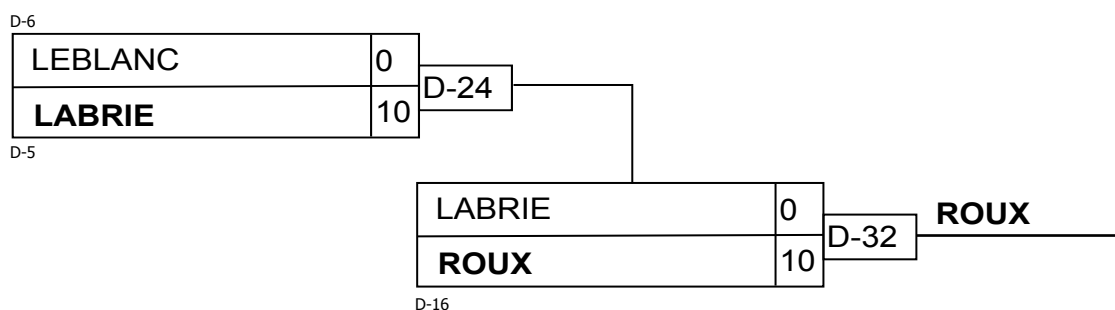 D-6
LEBLANC 0
D-24
LABRIE 10
D-5
LABRIE 0
ROUX
D-32
ROUX 10
D-16